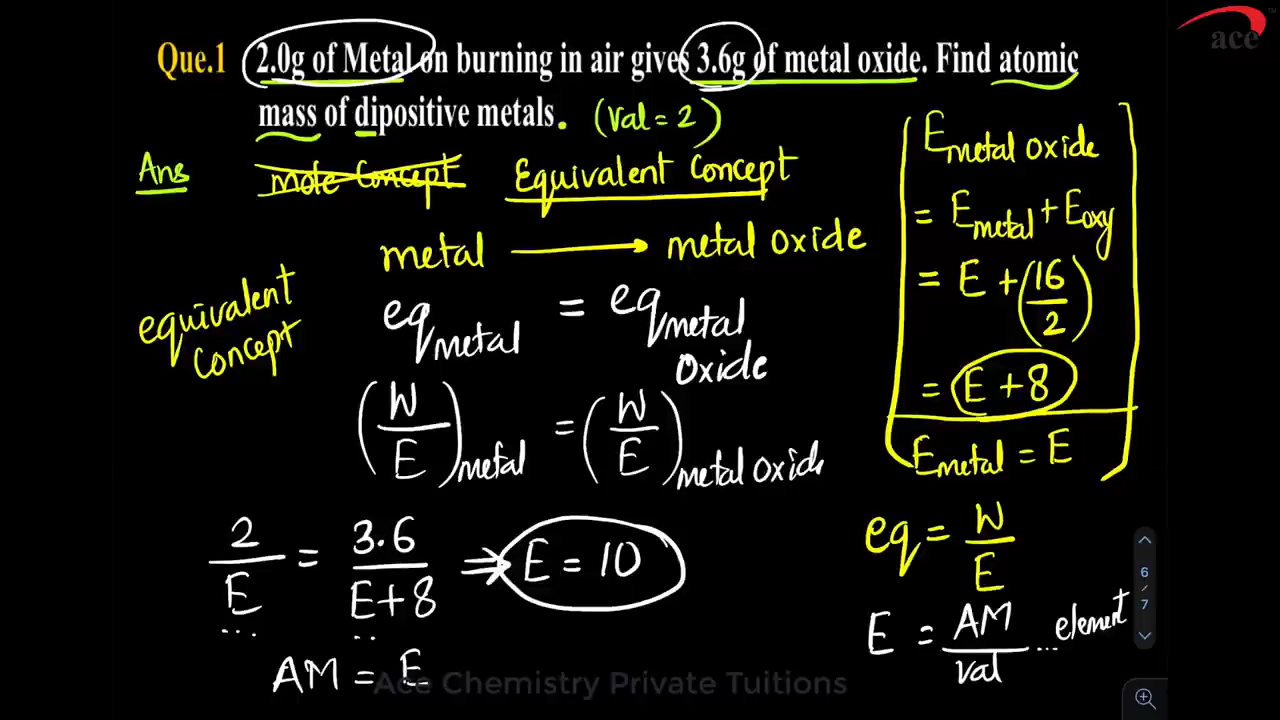 ace
Que.1 2.0g of Metal on burning in air gives 3.6g of metal oxide. Find atomic
mass of dipositive metals. (Val = 2)
Ans mole Concept Equivalent Concept
metal → metal oxide
equivalent
Concept
eq metal = eq metal
Oxide
(W/E) metal = (W/E) metal oxide
2/E = 3.6/E+8 ⇒ E = 10
AM = E
E metal oxide
= E metal + E oxy
= E + (16/2)
= E + 8
E metal = E
eq = W/E
E = AM/val ... element
6
/
7
Ace Chemistry Private Tuitions